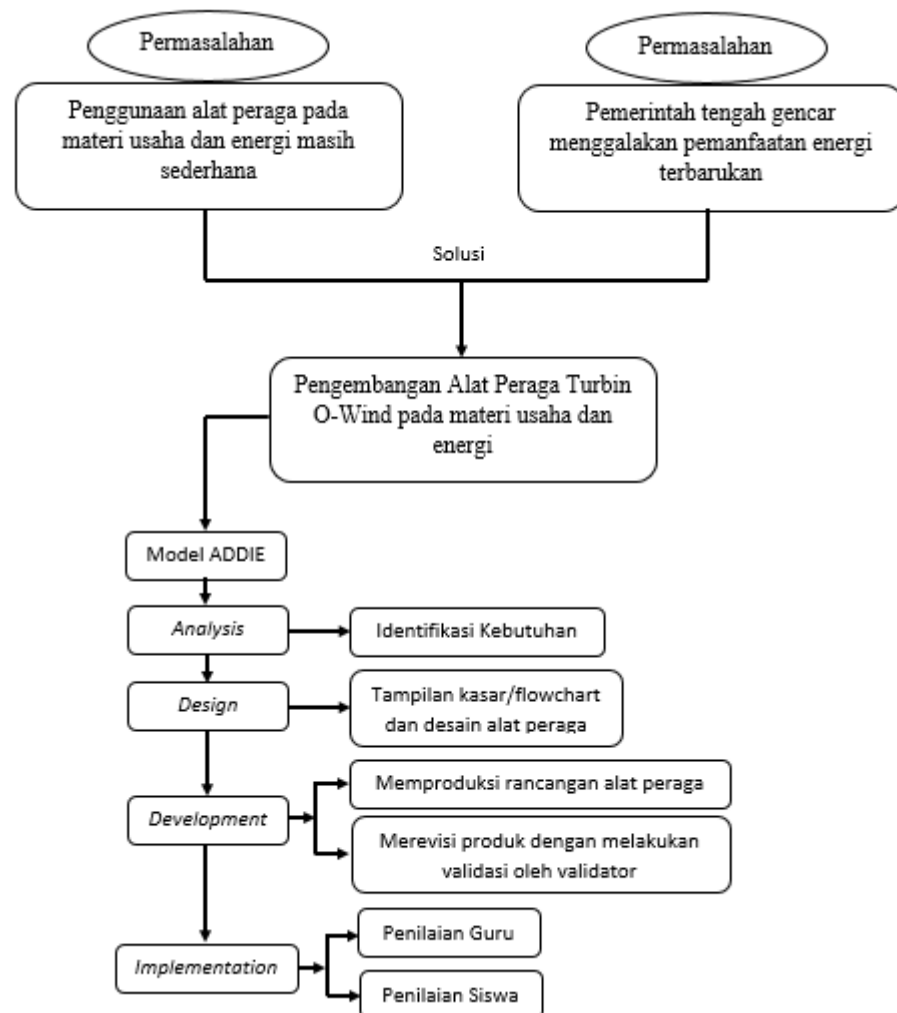 Permasalahan
Permasalahan
Penggunaan alat peraga pada
materi usaha dan energi masih
sederhana
Pemerintah tengah gencar
menggalakan pemanfaatan energi
terbarukan
Solusi
Pengembangan Alat Peraga Turbin
O-Wind pada materi usaha dan
energi
Model ADDIE
Analysis
Identifikasi Kebutuhan
Design
Tampilan kasar/flowchart
dan desain alat peraga
Development
Memproduksi rancangan alat peraga
Merevisi produk dengan melakukan
validasi oleh validator
Implementation
Penilaian Guru
Penilaian Siswa